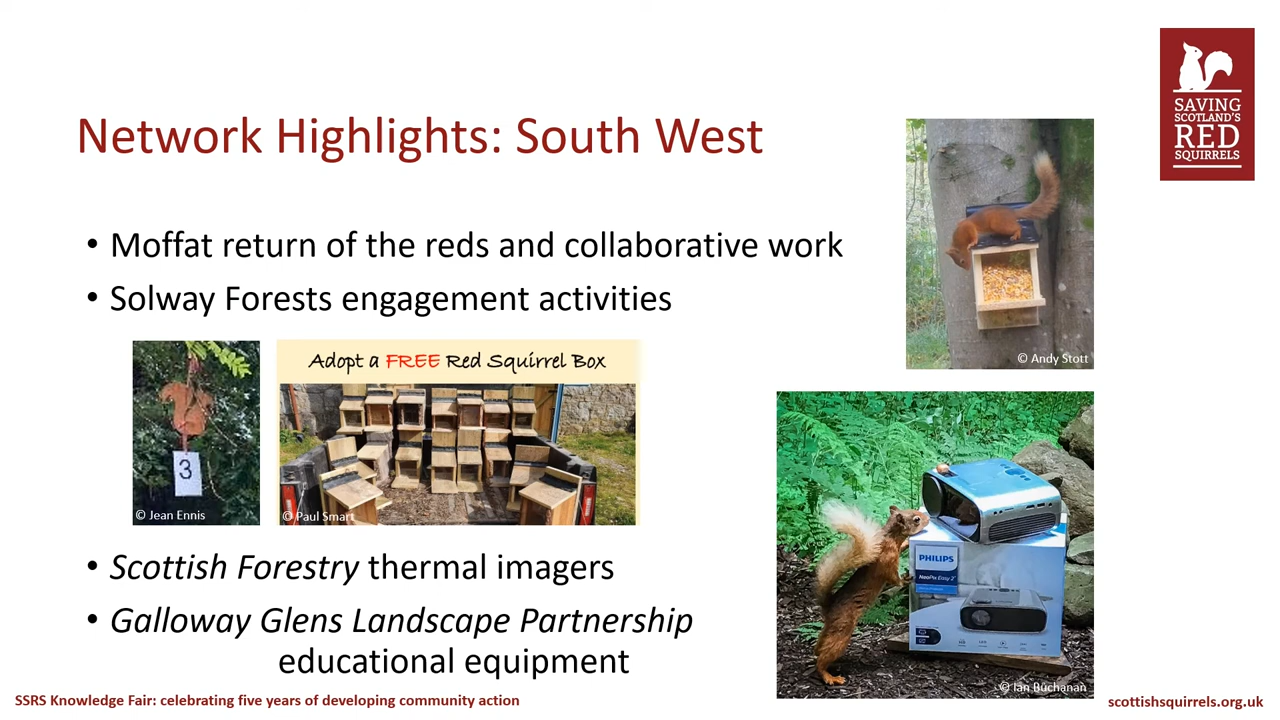 SAVING
SCOTLAND'S
RED
SQUIRRELS
Network Highlights: South West
• Moffat return of the reds and collaborative work
• Solway Forests engagement activities
© Andy Stott
Adopt a FREE Red Squirrel Box
3
© Jean Ennis
© Paul Smart
PHILIPS
NeoPix Easy 2
© Ian Buchanan
• Scottish Forestry thermal imagers
• Galloway Glens Landscape Partnership
educational equipment
SSRS Knowledge Fair: celebrating five years of developing community action
scottishsquirrels.org.uk